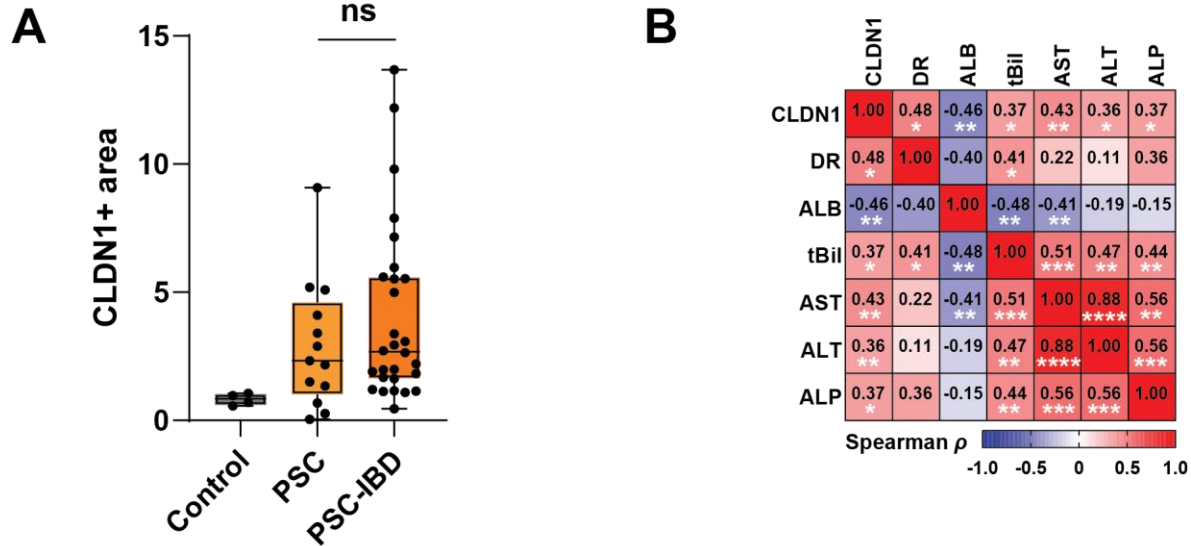 A
ns
15
10
5
0
CLDN1+ area
Control
PSC
PSC-IBD
B
CLDN1 DR ALB tBil AST ALT ALP
CLDN1 1.00 0.48 -0.46 0.37 0.43 0.36 0.37
* ** * ** * *
DR 0.48 1.00 -0.40 0.41 0.22 0.11 0.36
* *
ALB -0.46 -0.40 1.00 -0.48 -0.41 -0.19 -0.15
** ** **
tBil 0.37 0.41 -0.48 1.00 0.51 0.47 0.44
* * ** *** ** **
AST 0.43 0.22 -0.41 0.51 1.00 0.88 0.56
** ** *** **** **
ALT 0.36 0.11 -0.19 0.47 0.88 1.00 0.56
** ** **** ***
ALP 0.37 0.36 -0.15 0.44 0.56 0.56 1.00
* ** *** ***
Spearman ρ
-1.0 -0.5 0 0.5 1.0